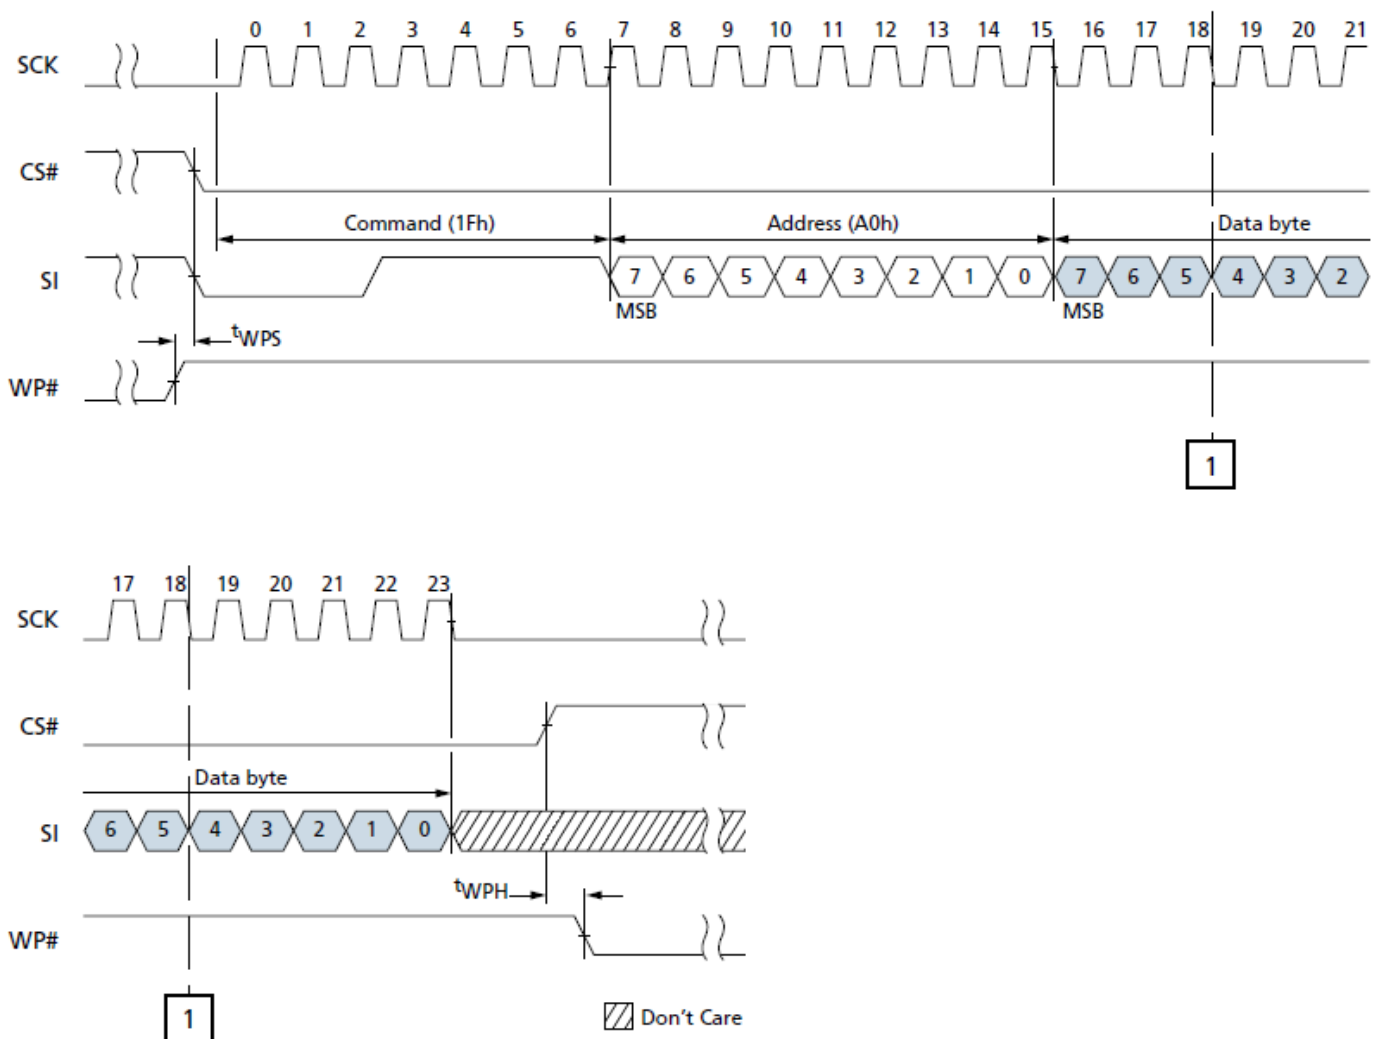 0 1 2 3 4 5 6 7 8 9 10 11 12 13 14 15 16 17 18 19 20 21
SCK
CS#
Command (1Fh) Address (A0h) Data byte
SI 7 6 5 4 3 2 1 0 7 6 5 4 3 2
MSB MSB
tWPS
WP#
1
17 18 19 20 21 22 23
SCK
CS#
Data byte
SI 6 5 4 3 2 1 0
tWPH
WP#
1
Don't Care